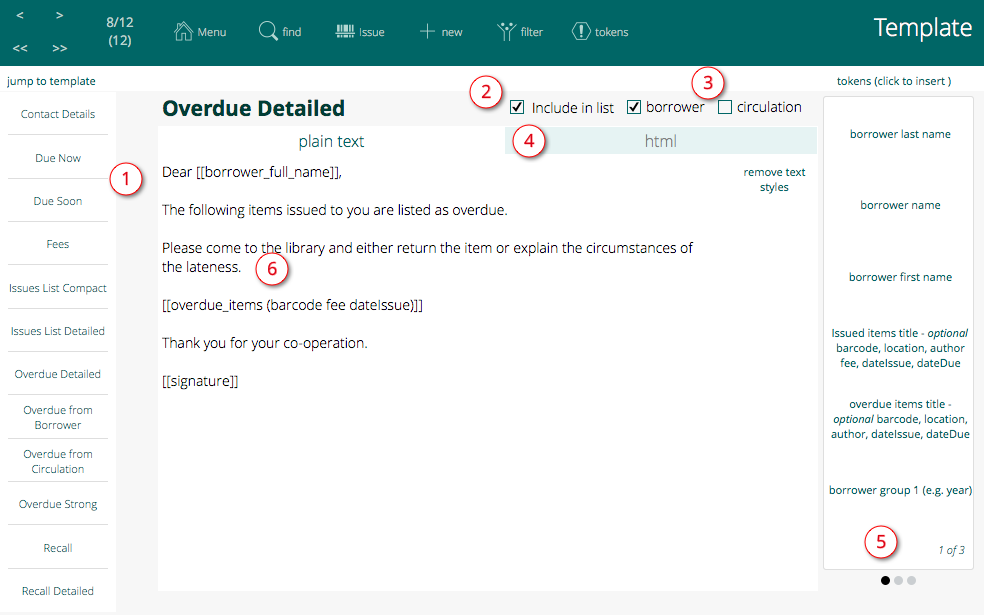 < >
<< >>
8/12
(12)
Menu
find
Issue
new
filter
tokens
Template
jump to template
tokens (click to insert )
Contact Details
Due Now
Due Soon
Fees
Issues List Compact
Issues List Detailed
Overdue Detailed
Overdue from
Borrower
Overdue from
Circulation
Overdue Strong
Recall
Recall Detailed
1
Overdue Detailed
2
Include in list
borrower
3
circulation
plain text
4
html
remove text
styles
Dear [[borrower_full_name]],
The following items issued to you are listed as overdue.
Please come to the library and either return the item or explain the circumstances of
the lateness.
6
[[overdue_items (barcode fee dateIssue)]]
Thank you for your co-operation.
[[signature]]
borrower last name
borrower name
borrower first name
Issued items title - optional
barcode, location, author
fee, dateIssue, dateDue
overdue items title -
optional barcode, location,
author, dateIssue, dateDue
borrower group 1 (e.g. year)
5
1 of 3